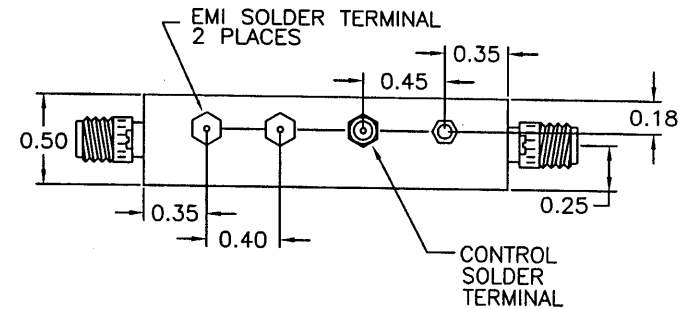 EMI SOLDER TERMINAL
2 PLACES
0.35
0.45
0.18
0.50
0.25
0.35
0.40
CONTROL
SOLDER
TERMINAL